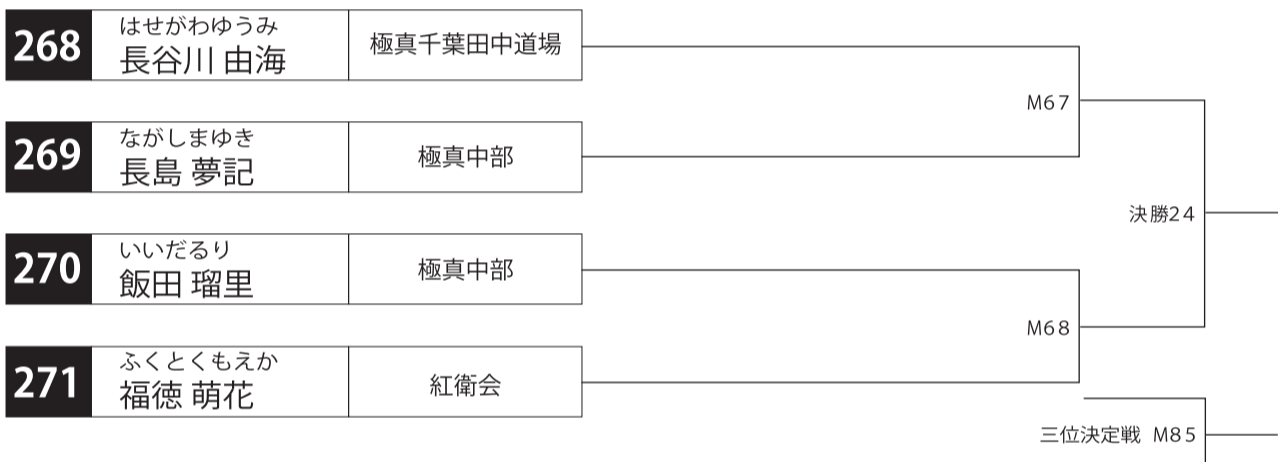 268
はせがわゆうみ
長谷川 由海
極真千葉田中道場
M67
269
ながしまゆき
長島 夢記
極真中部
決勝24
270
いいだるり
飯田 瑠里
極真中部
M68
271
ふくとくもえか
福徳 萌花
紅衛会
三位決定戦 M85